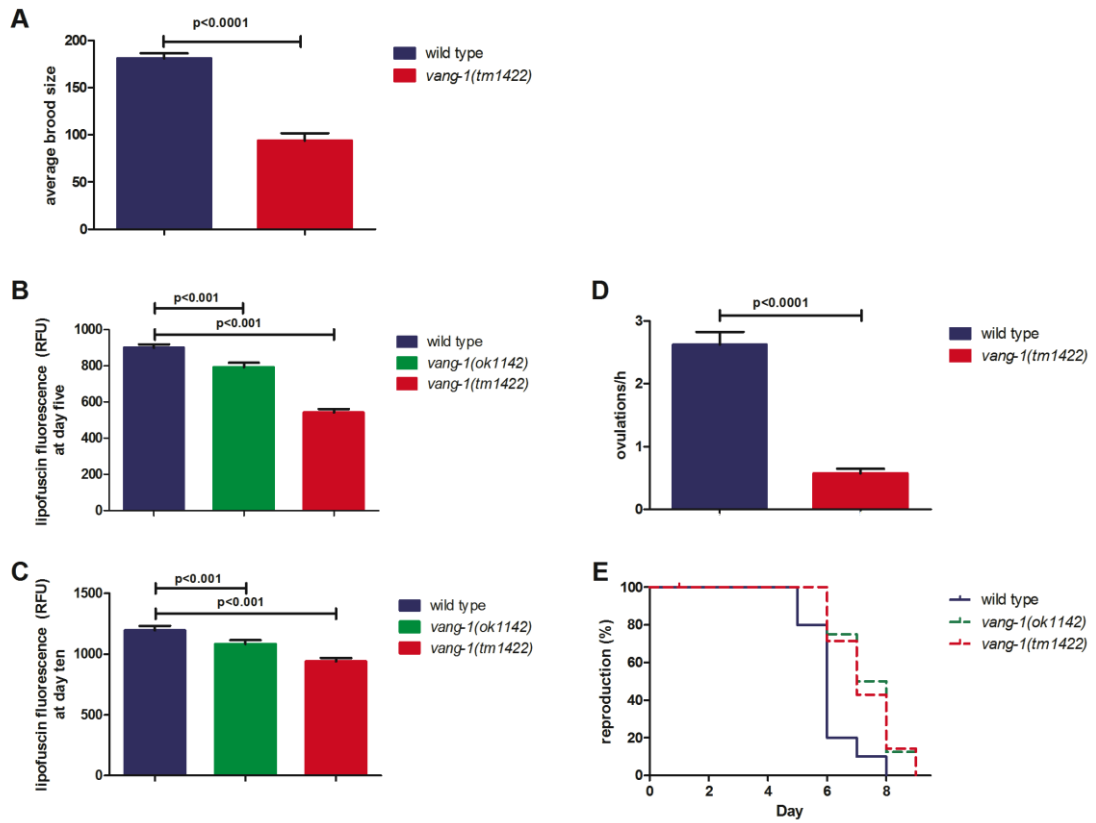 A
p<0.0001
200
150
100
50
0
average brood size
wild type
vang-1(tm1422)
B
p<0.001
p<0.001
1000
800
600
400
200
0
lipofuscin fluorescence (RFU)
at day five
wild type
vang-1(ok1142)
vang-1(tm1422)
C
p<0.001
p<0.001
1500
1000
500
0
lipofuscin fluorescence (RFU)
at day ten
wild type
vang-1(ok1142)
vang-1(tm1422)
D
p<0.0001
3
2
1
0
ovulations/h
wild type
vang-1(tm1422)
E
100
80
60
40
20
0
reproduction (%)
0 2 4 6 8
Day
wild type
vang-1(ok1142)
vang-1(tm1422)